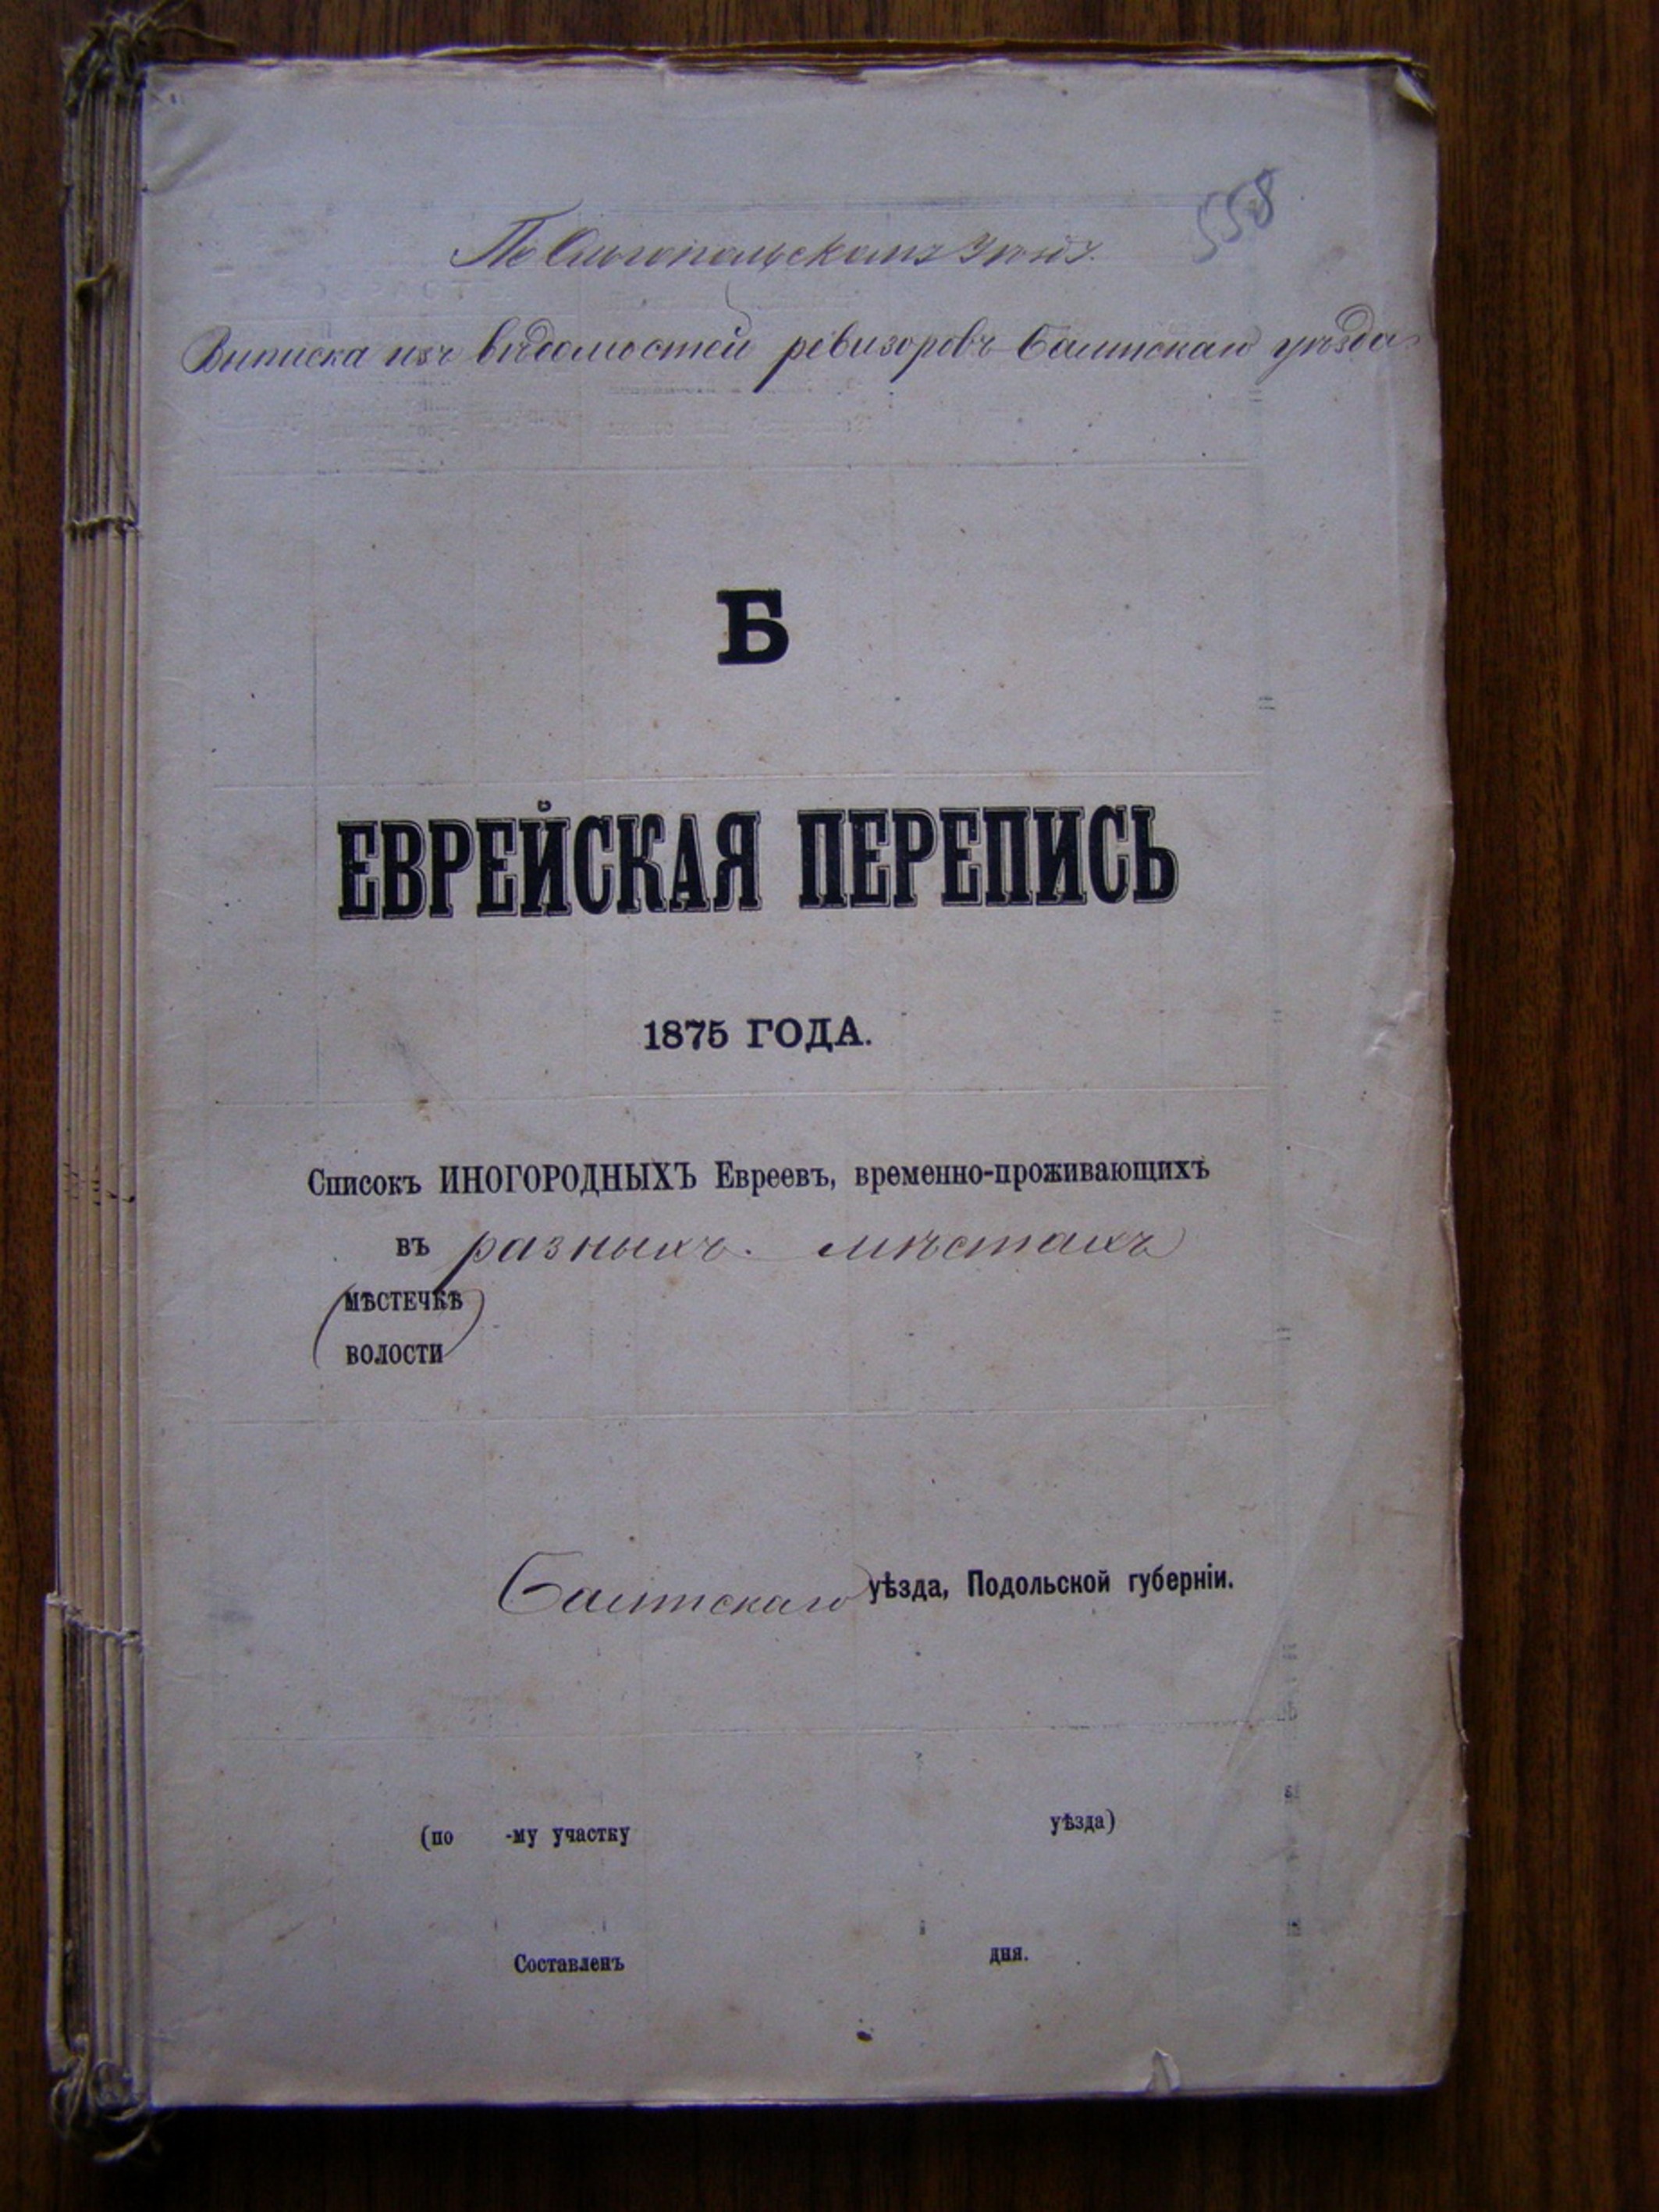 558
По Ольгопольскому Уезду.
Выписка изъ вѣдомостей ревизоровъ Балтскаго уѣзда
Б
ЕВРЕЙСКАЯ ПЕРЕПИСЬ
1875 ГОДА.
Списокъ ИНОГОРОДНЫХЪ Евреевъ, временно-проживающихъ
въ разныхъ мѣстахъ
(мѣстечкѣ
волости)
Балтскаго уѣзда, Подольской губерніи.
(по -му участку уѣзда)
Составленъ дня.